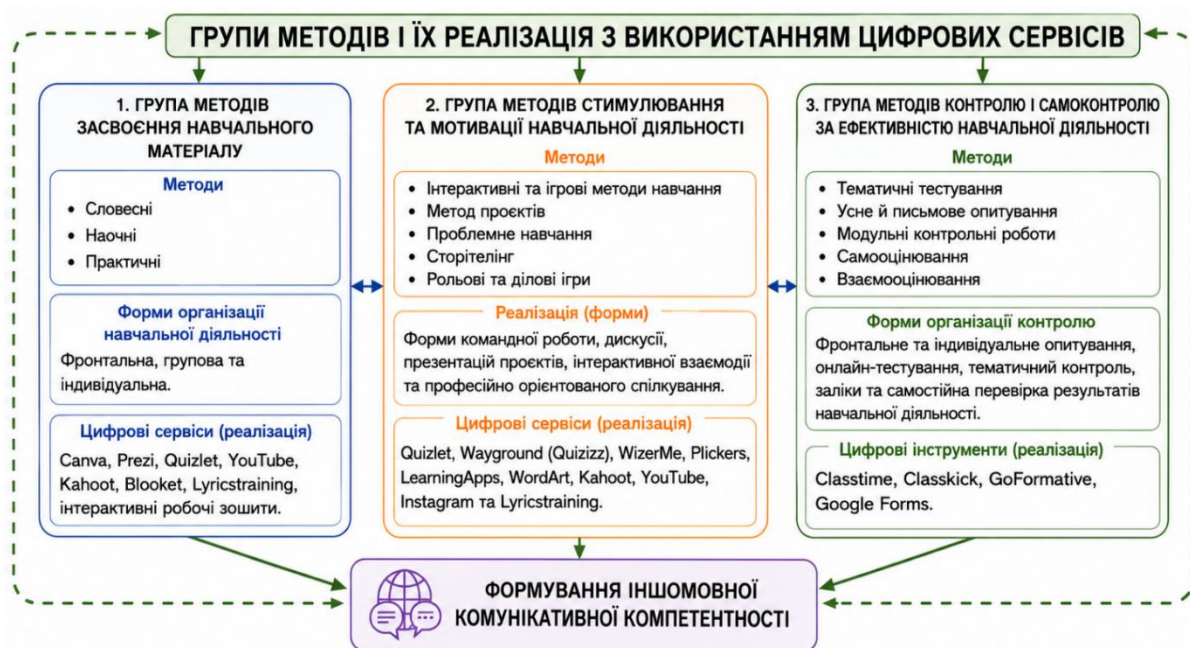 ГРУПИ МЕТОДІВ І ЇХ РЕАЛІЗАЦІЯ З ВИКОРИСТАННЯМ ЦИФРОВИХ СЕРВІСІВ
1. ГРУПА МЕТОДІВ
ЗАСВОЄННЯ НАВЧАЛЬНОГО
МАТЕРІАЛУ
Методи
• Словесні
• Наочні
• Практичні
Форми організації
навчальної діяльності
Фронтальна, групова та
індивідуальна.
Цифрові сервіси (реалізація)
Canva, Prezi, Quizlet, YouTube,
Kahoot, Blooket, Lyricstraining,
інтерактивні робочі зошити.
2. ГРУПА МЕТОДІВ СТИМУЛЮВАННЯ
ТА МОТИВАЦІЇ НАВЧАЛЬНОЇ ДІЯЛЬНОСТІ
Методи
• Інтерактивні та ігрові методи навчання
• Метод проєктів
• Проблемне навчання
• Сторітелінг
• Рольові та ділові ігри
Реалізація (форми)
Форми командної роботи, дискусії,
презентацій проєктів, інтерактивної взаємодії
та професійно орієнтованого спілкування.
Цифрові сервіси (реалізація)
Quizlet, Wayground (Quizizz), WizerMe, Plickers,
LearningApps, WordArt, Kahoot, YouTube,
Instagram та Lyricstraining.
3. ГРУПА МЕТОДІВ КОНТРОЛЮ І САМОКОНТРОЛЮ
ЗА ЕФЕКТИВНІСТЮ НАВЧАЛЬНОЇ ДІЯЛЬНОСТІ
Методи
• Тематичні тестування
• Усне й письмове опитування
• Модульні контрольні роботи
• Самооцінювання
• Взаємооцінювання
Форми організації контролю
Фронтальне та індивідуальне опитування,
онлайн-тестування, тематичний контроль,
заліки та самостійна перевірка результатів
навчальної діяльності.
Цифрові інструменти (реалізація)
Classtime, Classkick, GoFormative,
Google Forms.
ФОРМУВАННЯ ІНШОМОВНОЇ
КОМУНІКАТИВНОЇ КОМПЕТЕНТНОСТІ